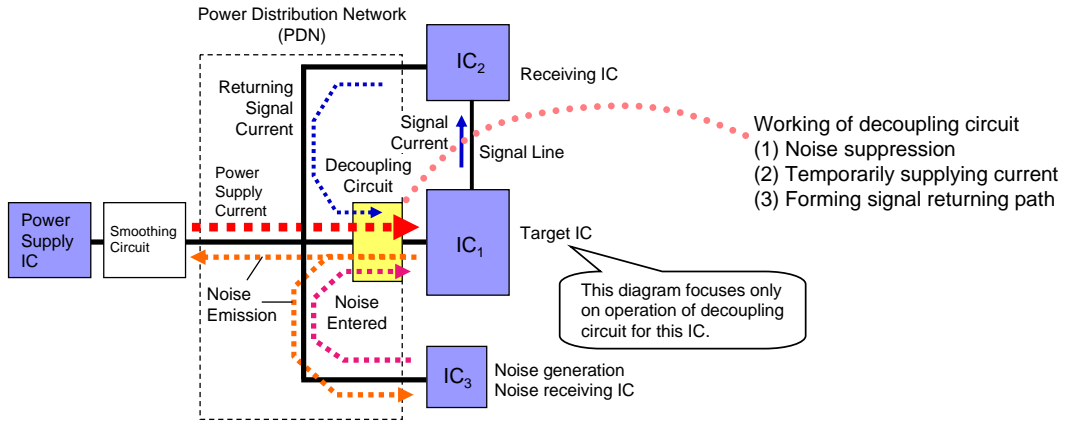 Power Distribution Network
(PDN)
IC2
Receiving IC
Returning
Signal
Current
Signal
Current
Signal Line
Working of decoupling circuit
(1) Noise suppression
(2) Temporarily supplying current
(3) Forming signal returning path
Decoupling
Circuit
Power
Supply
Current
Power
Supply
IC
Smoothing
Circuit
IC1
Target IC
This diagram focuses only
on operation of decoupling
circuit for this IC.
Noise
Emission
Noise
Entered
IC3
Noise generation
Noise receiving IC